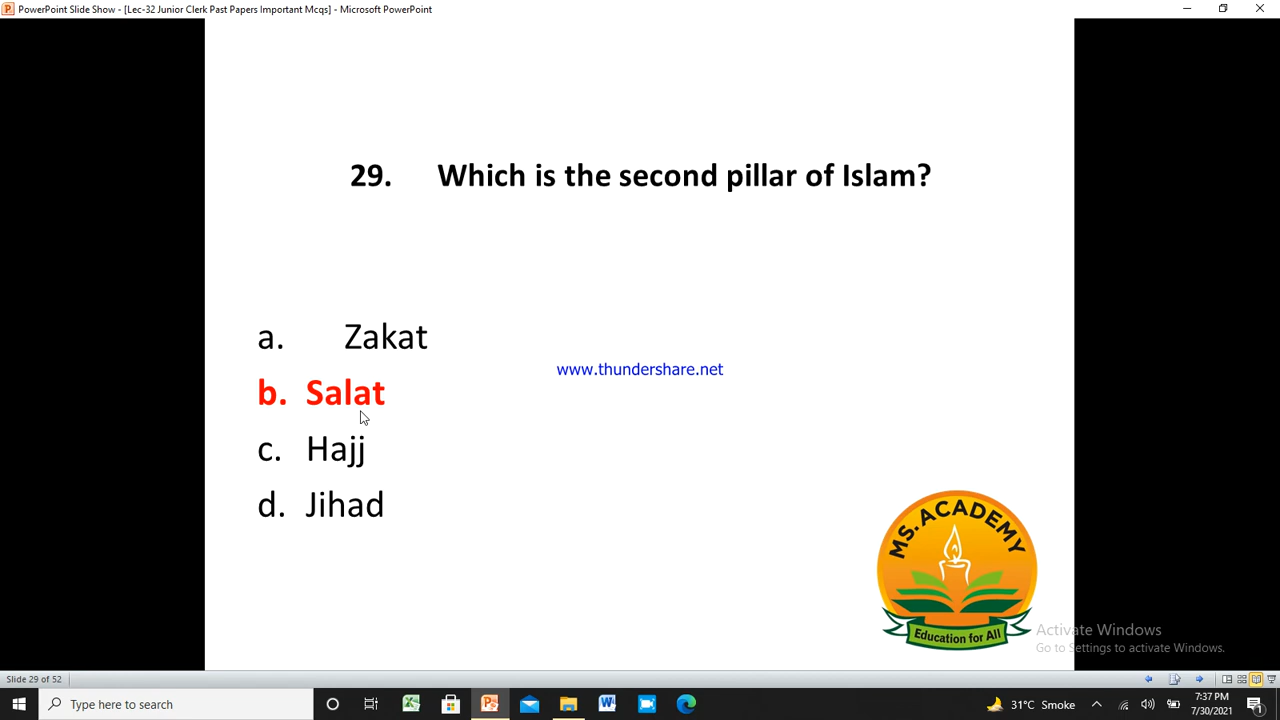 PowerPoint Slide Show - [Lec-32 Junior Clerk Past Papers Important Mcqs] - Microsoft PowerPoint
29. Which is the second pillar of Islam?
a. Zakat
www.thundershare.net
b. Salat
c. Hajj
d. Jihad
MS.ACADEMY
Education for All
Activate Windows
Go to Settings to activate Windows.
Slide 29 of 52
Type here to search
31°C Smoke
7:37 PM
7/30/2021
1